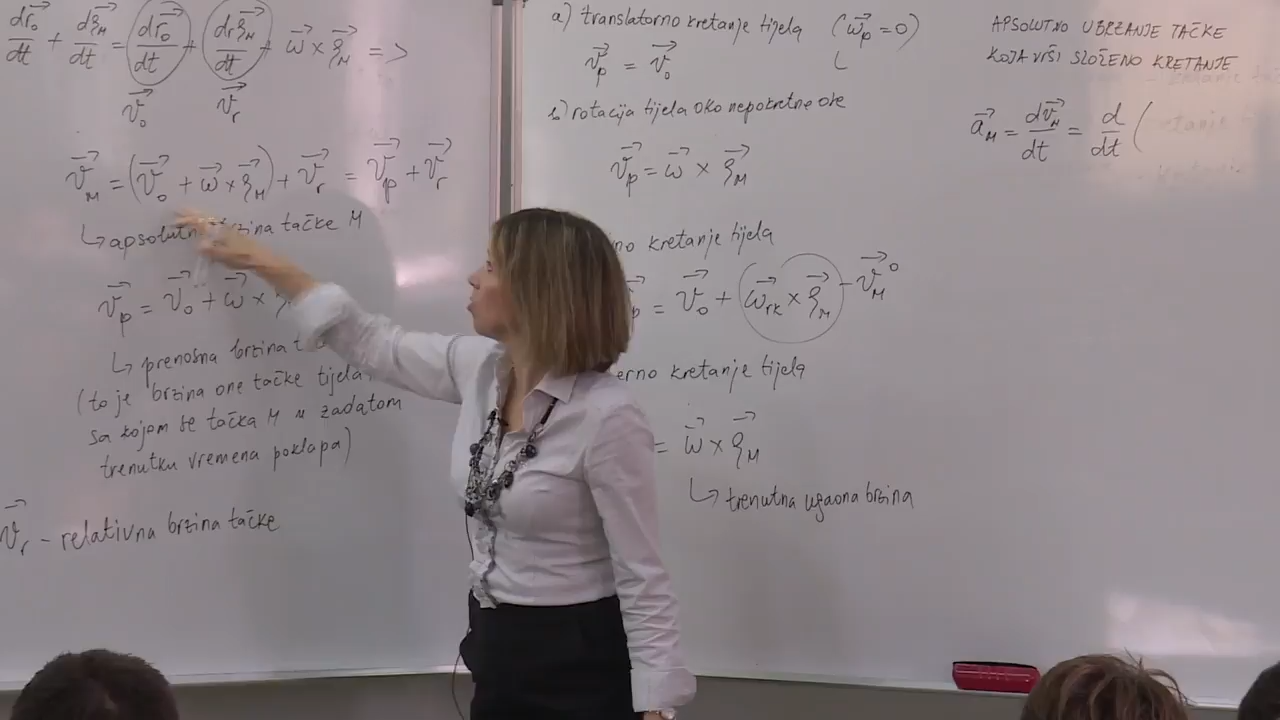 dr₀/dt + dρ_M/dt = dr₀/dt + d_rρ_M/dt + ω × ρ_M =>
v₀ v_r
v_M = (v₀ + ω × ρ_M) + v_r = v_p + v_r
↳ apsolutna brzina tačke M
v_p = v₀ + ω ×
↳ prenosna brzina
(to je brzina one tačke tijela
sa kojom se tačka M u zadatom
trenutku vremena poklapa)
v_r - relativna brzina tačke
a) translatorno kretanje tijela (ω_p = 0)
v_p = v₀
b) rotacija tijela oko nepokretne ose
v_p = ω × ρ_M
no kretanje tijela
p = v₀ + ω_rk × ρ_M - v_M⁰
erno kretanje tijela
= ω × ρ_M
↳ trenutna ugaona brzina
APSOLUTNO UBRZANJE TAČKE
KOJA VRŠI SLOŽENO KRETANJE
a_M = dv_M/dt = d/dt (